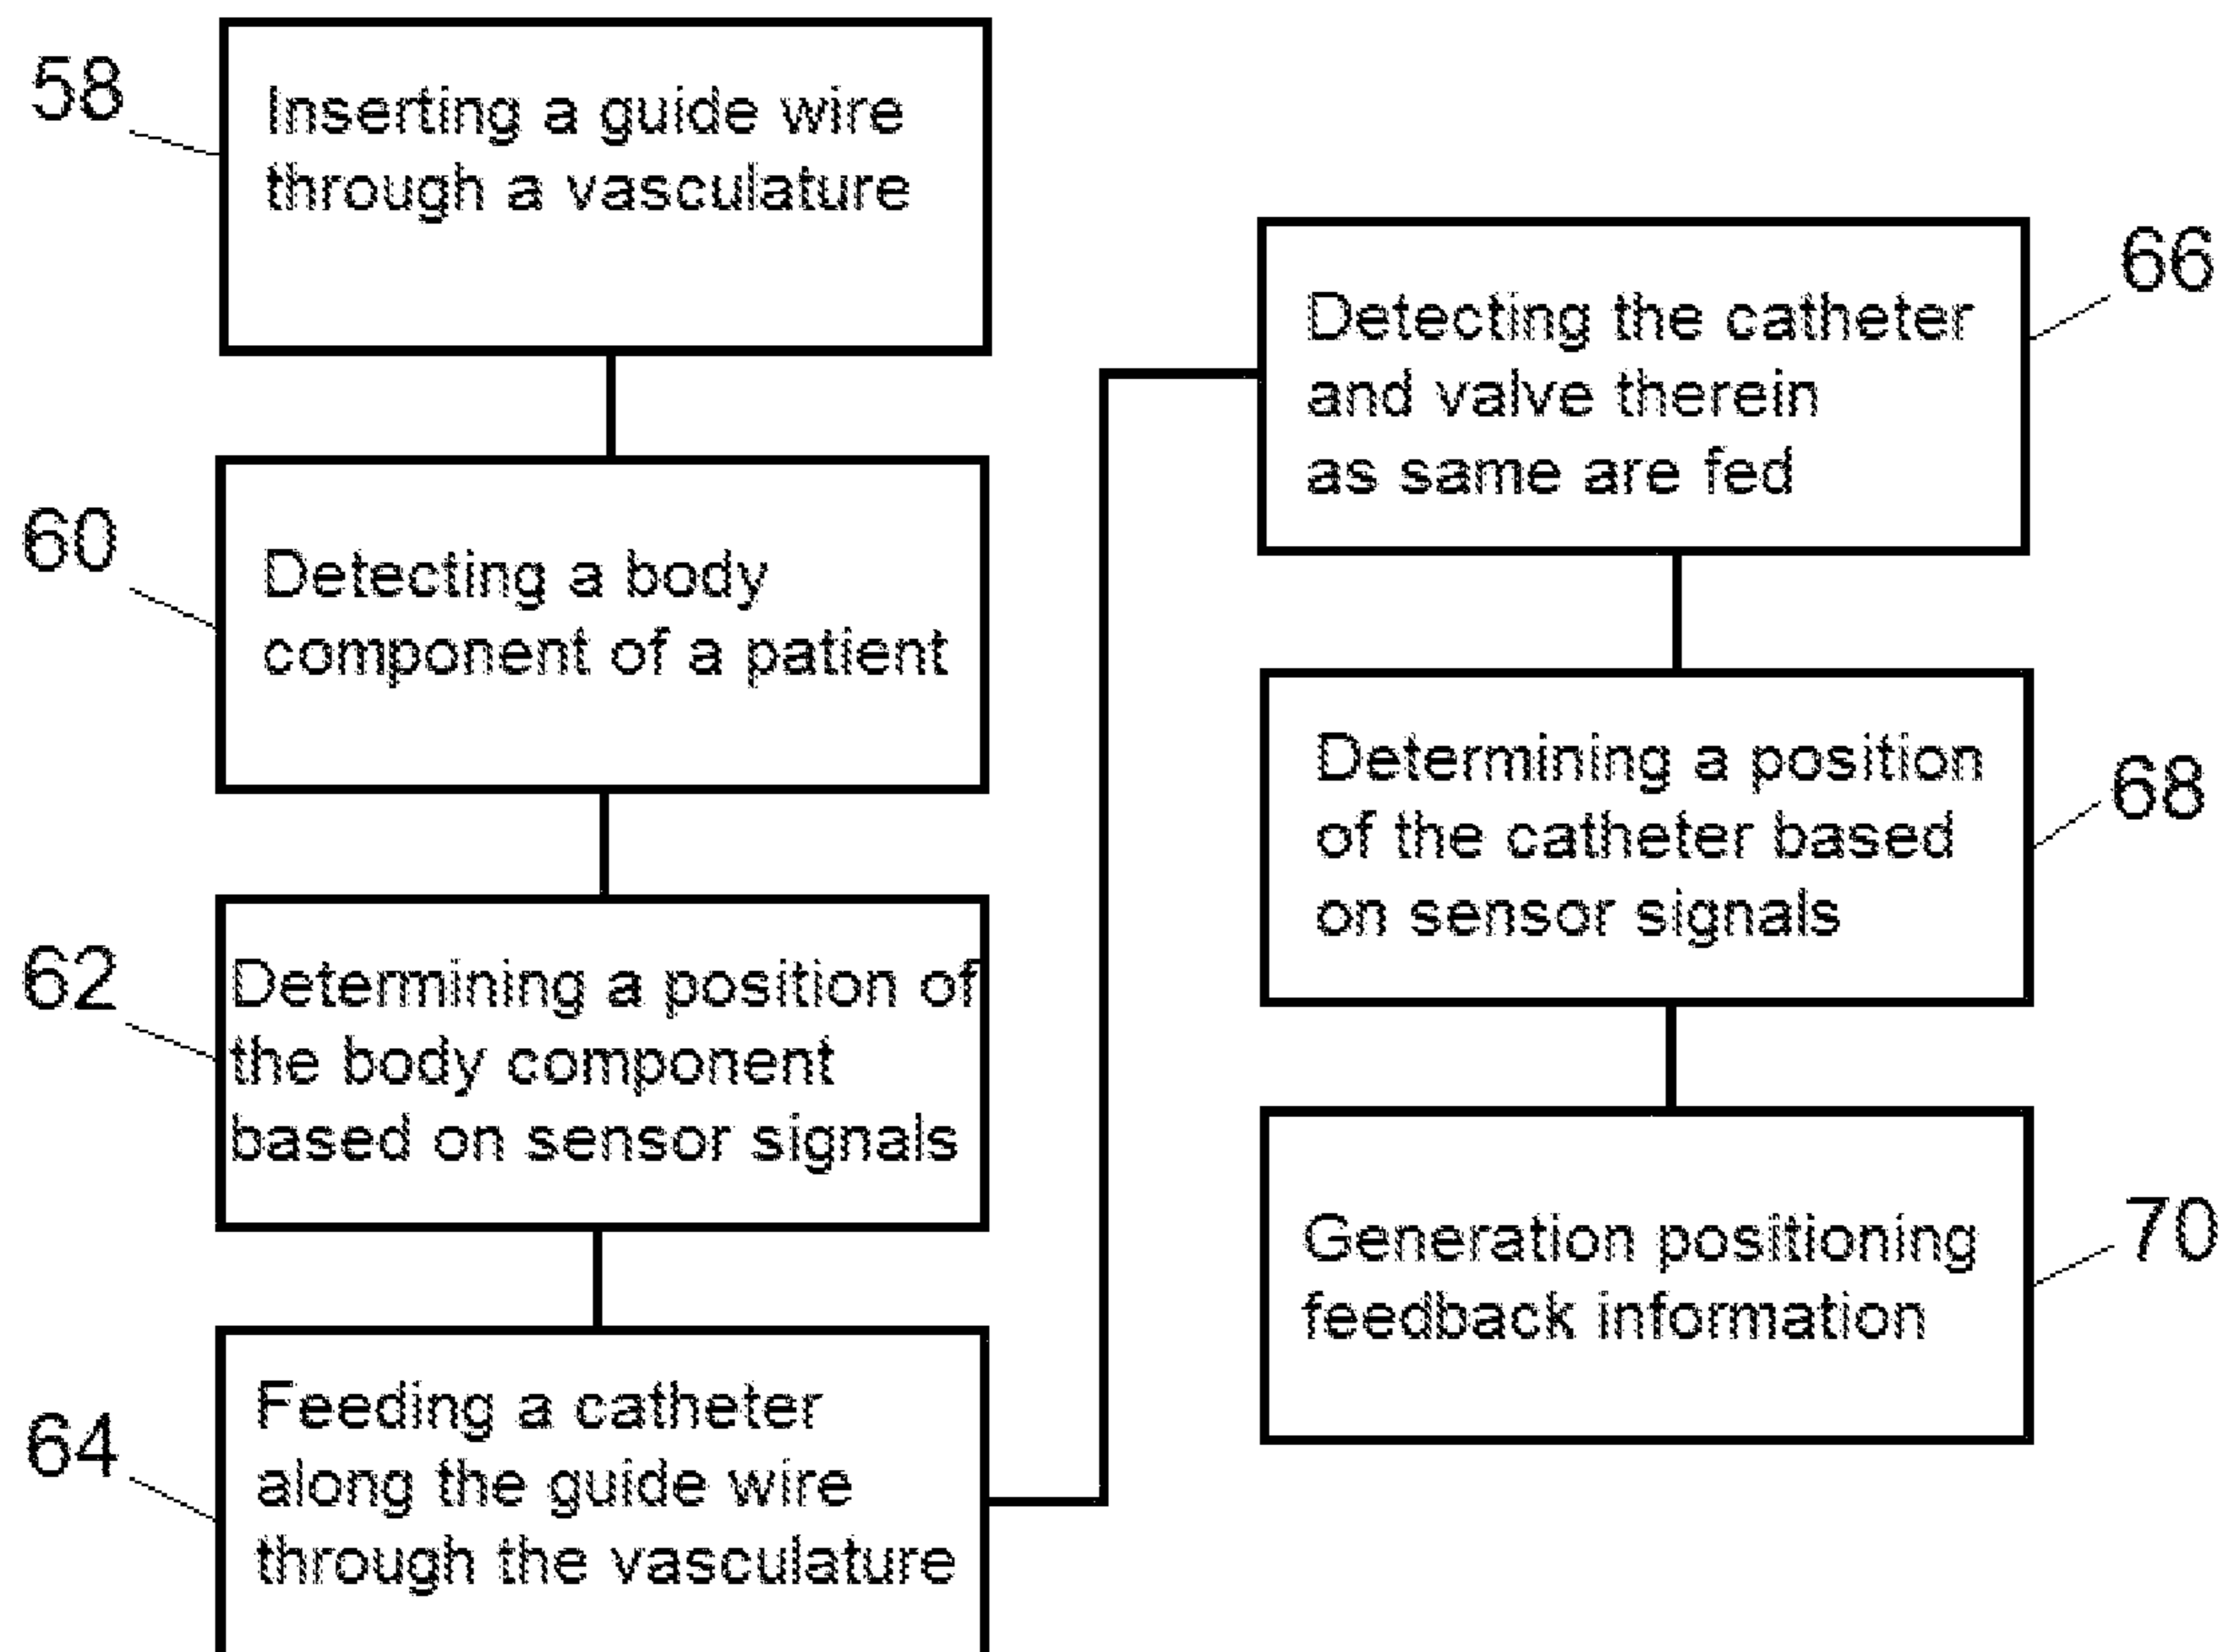 58
Inserting a guide wire
through a vasculature
60
Detecting a body
component of a patient
62
Determining a position of
the body component
based on sensor signals
64
Feeding a catheter
along the guide wire
through the vasculature
66
Detecting the catheter
and valve therein
as same are fed
68
Determining a position
of the catheter based
on sensor signals
70
Generation positioning
feedback information